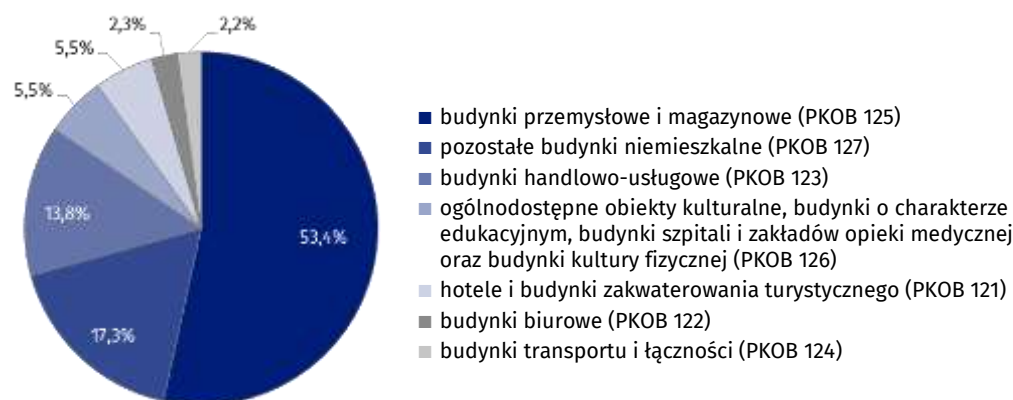 2,3%
2,2%
5,5%
5,5%
13,8%
53,4%
17,3%
budynki przemysłowe i magazynowe (PKOB 125)
pozostałe budynki niemieszkalne (PKOB 127)
budynki handlowo-usługowe (PKOB 123)
ogólnodostępne obiekty kulturalne, budynki o charakterze
edukacyjnym, budynki szpitali i zakładów opieki medycznej
oraz budynki kultury fizycznej (PKOB 126)
hotele i budynki zakwaterowania turystycznego (PKOB 121)
budynki biurowe (PKOB 122)
budynki transportu i łączności (PKOB 124)